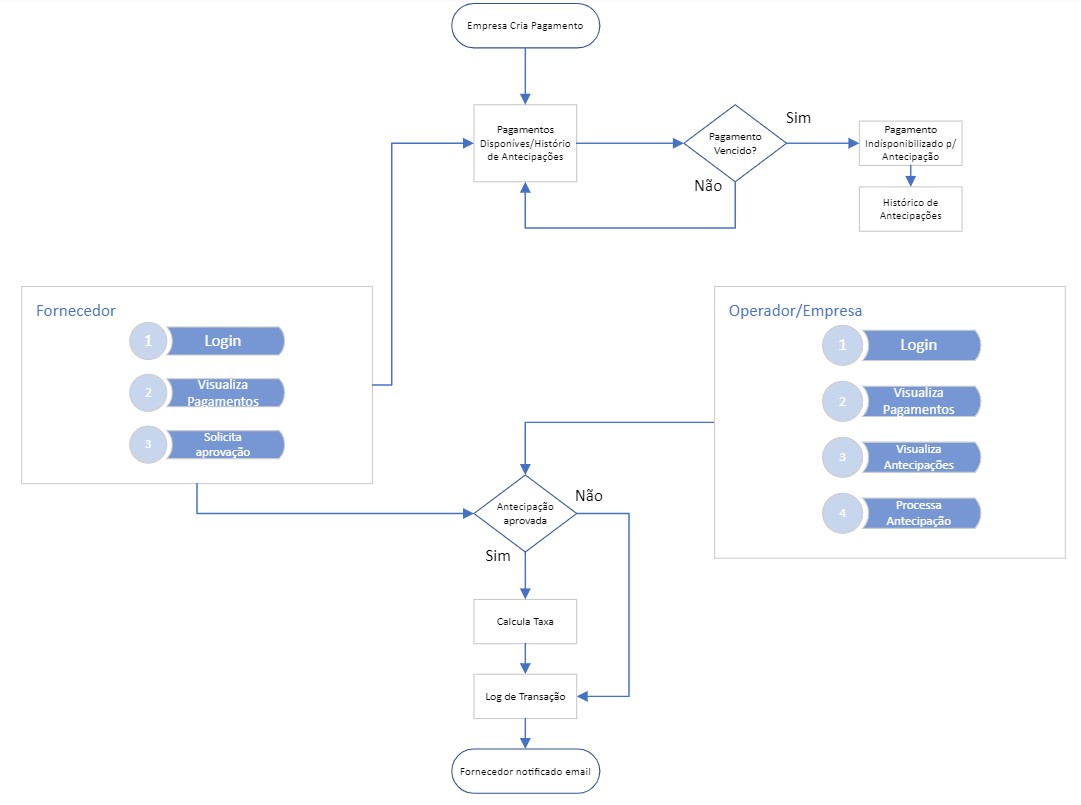 Empresa Cria Pagamento
Pagamentos
Disponíves/Histório
de Antecipações
Pagamento
Vencido?
Sim
Não
Pagamento
Indisponibilizado p/
Antecipação
Histórico de
Antecipações
Fornecedor
1 Login
2 Visualiza
Pagamentos
3 Solicita
aprovação
Operador/Empresa
1 Login
2 Visualiza
Pagamentos
3 Visualiza
Antecipações
4 Processa
Antecipação
Antecipação
aprovada
Não
Sim
Calcula Taxa
Log de Transação
Fornecedor notificado email